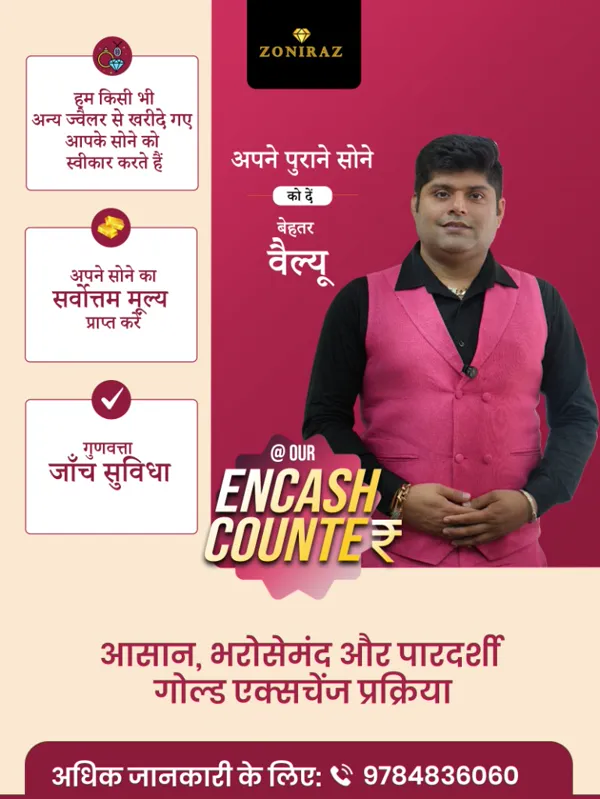 ZONIRAZ
हम किसी भी
अन्य ज्वैलर से खरीदे गए
आपके सोने को
स्वीकार करते हैं
अपने सोने का
सर्वोत्तम मूल्य
प्राप्त करें
गुणवत्ता
जाँच सुविधा
अपने पुराने सोने
को दें
बेहतर
वैल्यू
@ OUR
ENCASH
COUNTE₹
आसान, भरोसेमंद और पारदर्शी
गोल्ड एक्सचेंज प्रक्रिया
अधिक जानकारी के लिए: 9784836060